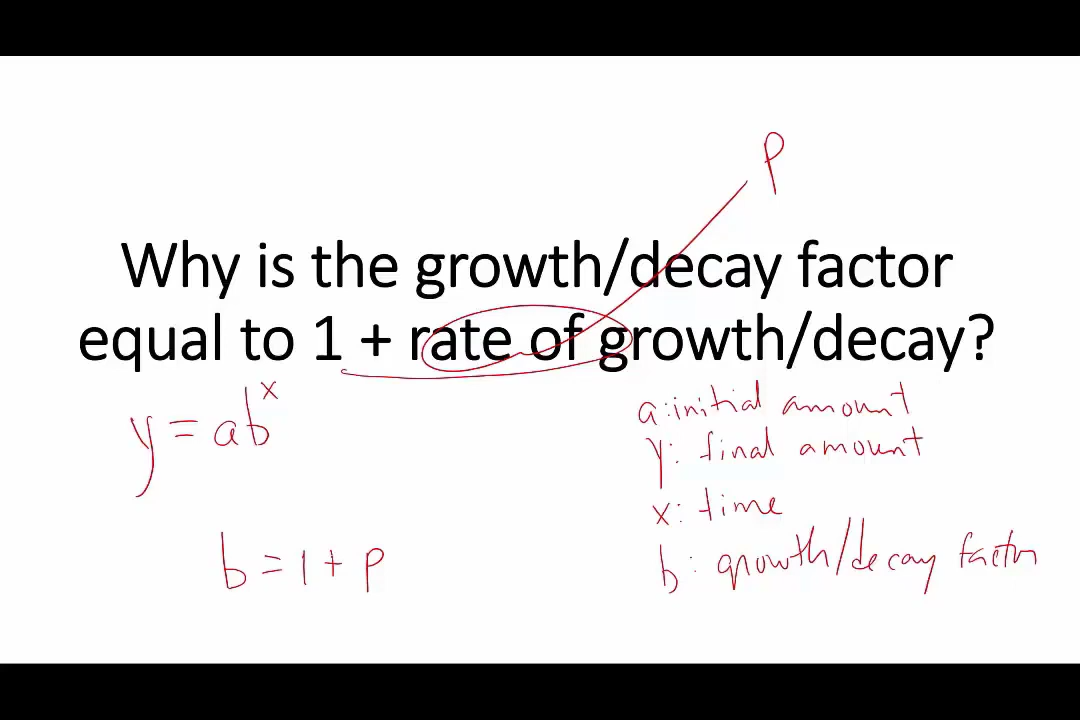 p
Why is the growth/decay factor
equal to 1 + rate of growth/decay?
y = ab^x
a: initial amount
y: final amount
x: time
b = 1 + p
b: growth/decay factor